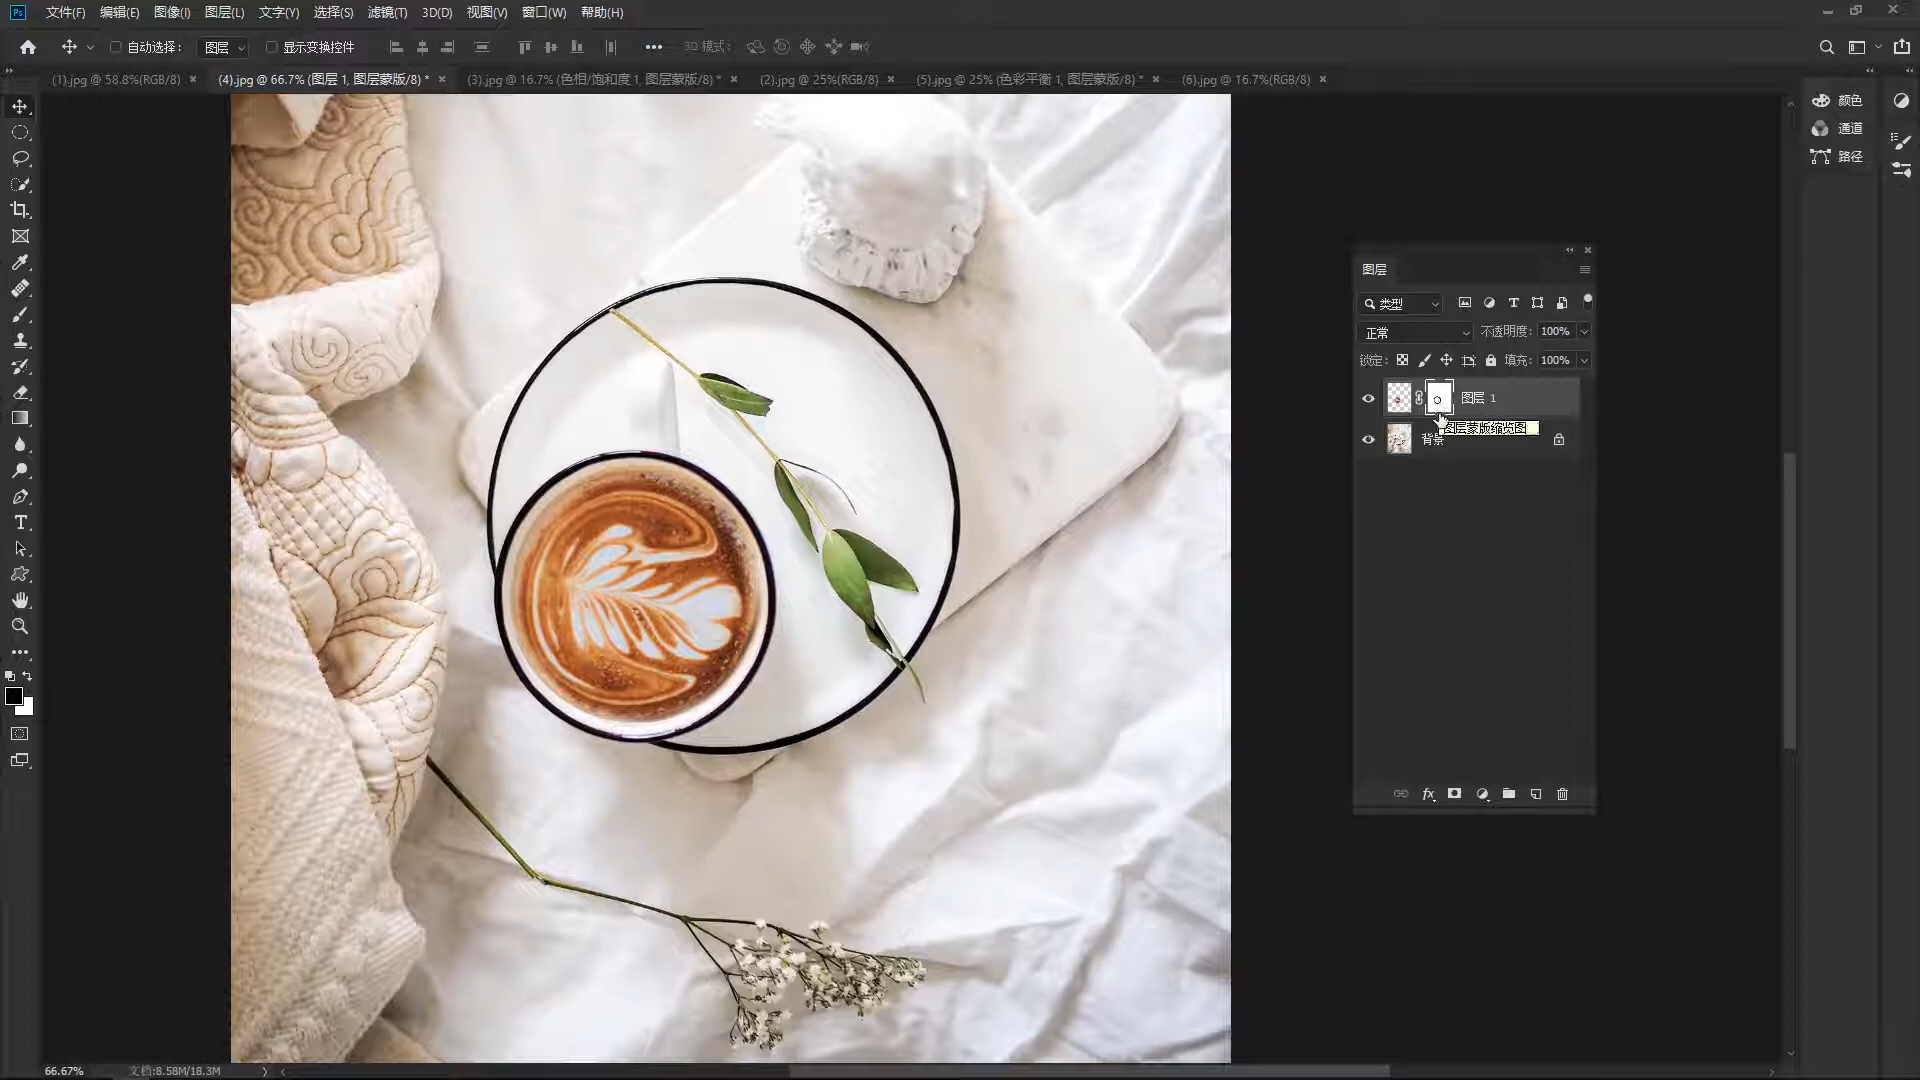 Ps 文件(F) 编辑(E) 图像(I) 图层(L) 文字(Y) 选择(S) 滤镜(T) 3D(D) 视图(V) 窗口(W) 帮助(H)
自动选择: 图层 显示变换控件 3D 模式:
(1).jpg @ 58.8%(RGB/8) × (4).jpg @ 66.7% (图层 1, 图层蒙版/8) * × (3).jpg @ 16.7% (色相/饱和度 1, 图层蒙版/8) * × (2).jpg @ 25%(RGB/8) × (5).jpg @ 25% (色彩平衡 1, 图层蒙版/8) * × (6).jpg @ 16.7%(RGB/8) ×
颜色
通道
路径
图层
类型
正常 不透明度: 100%
锁定: 填充: 100%
图层 1
图层蒙版缩览图
背景
fx
66.67% 文档:8.58M/18.3M